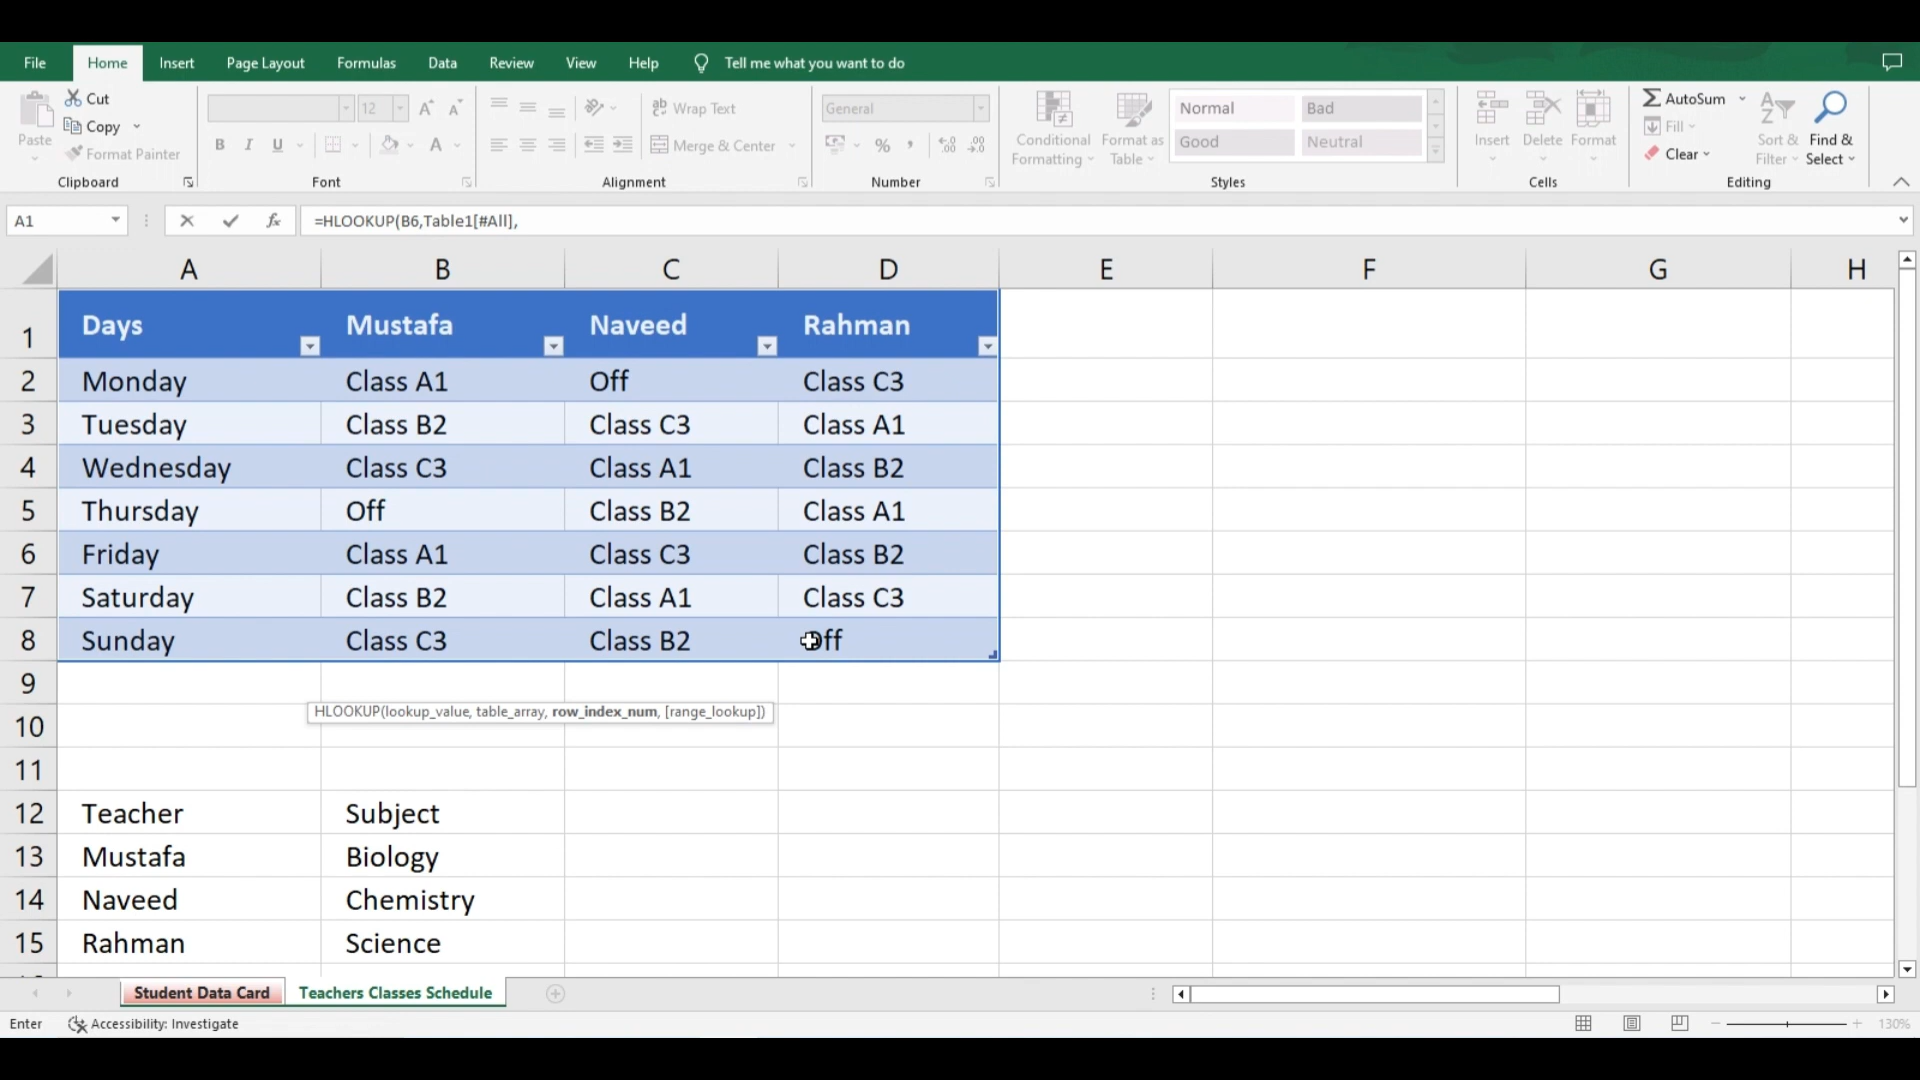 File Home Insert Page Layout Formulas Data Review View Help Tell me what you want to do
Paste Cut Copy Format Painter
12
B I U
ab Wrap Text
Merge & Center
General
% ,
Conditional Formatting
Format as Table
Normal Bad
Good Neutral
Insert Delete Format
AutoSum
Fill
Clear
Sort & Filter
Find & Select
Clipboard Font Alignment Number Styles Cells Editing
A1 fx =HLOOKUP(B6,Table1[#All],
A B C D E F G H
1 Days Mustafa Naveed Rahman
2 Monday Class A1 Off Class C3
3 Tuesday Class B2 Class C3 Class A1
4 Wednesday Class C3 Class A1 Class B2
5 Thursday Off Class B2 Class A1
6 Friday Class A1 Class C3 Class B2
7 Saturday Class B2 Class A1 Class C3
8 Sunday Class C3 Class B2 Off
9
HLOOKUP(lookup_value, table_array, row_index_num, [range_lookup])
10
11
12 Teacher Subject
13 Mustafa Biology
14 Naveed Chemistry
15 Rahman Science
Student Data Card Teachers Classes Schedule
Enter Accessibility: Investigate 130%